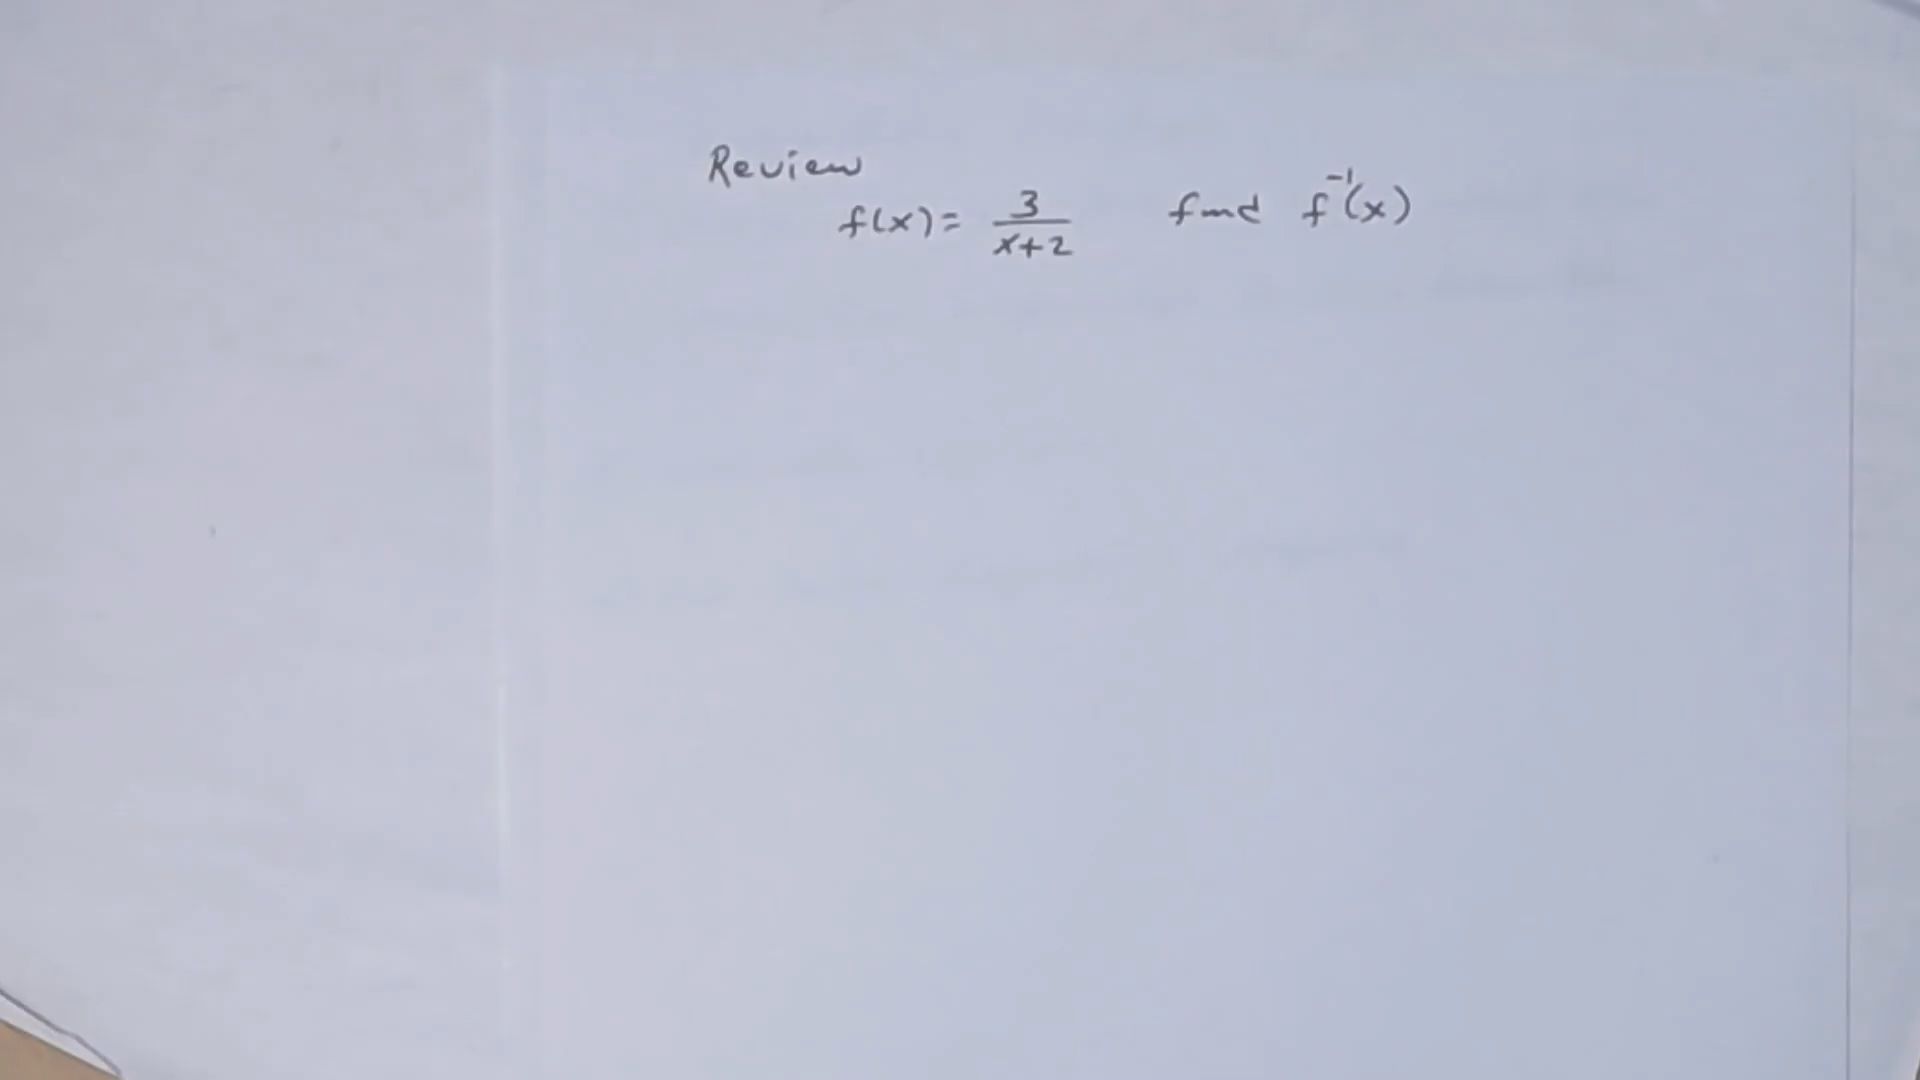 Review
f(x) = 3/(x+2) find f⁻¹(x)